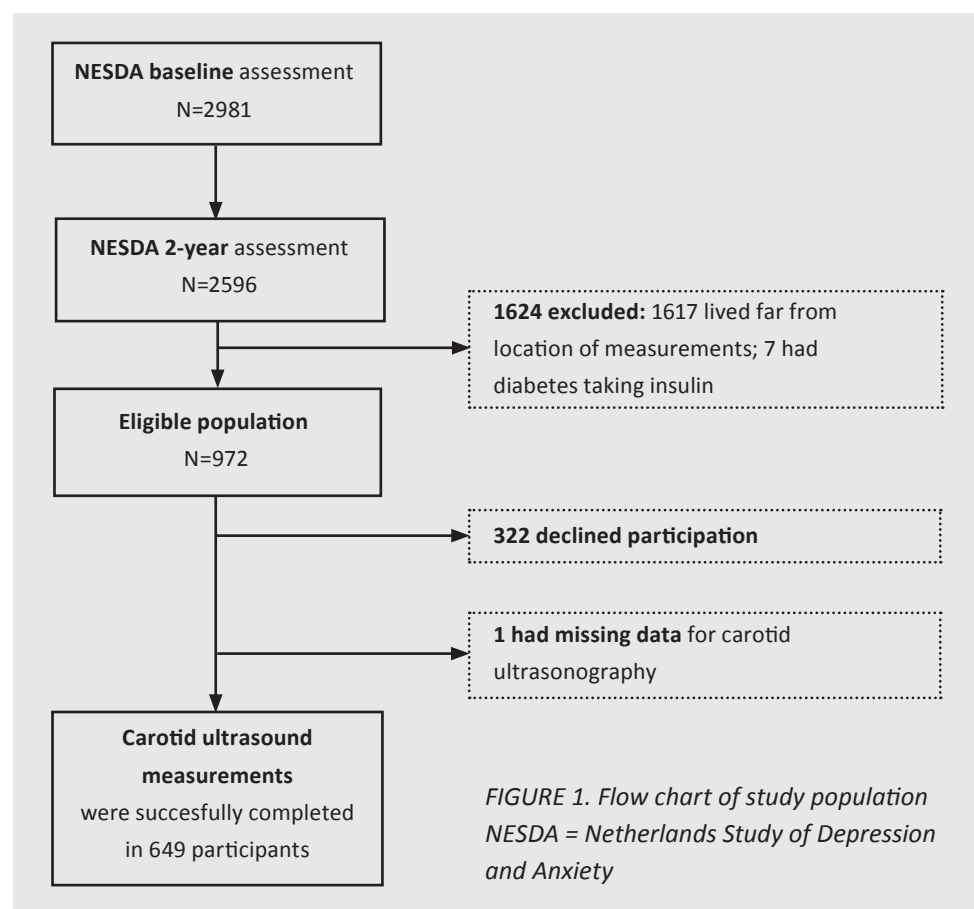 NESDA baseline assessment
N=2981
NESDA 2-year assessment
N=2596
1624 excluded: 1617 lived far from
location of measurements; 7 had
diabetes taking insulin
Eligible population
N=972
322 declined participation
1 had missing data for carotid
ultrasonography
Carotid ultrasound
measurements
were succesfully completed
in 649 participants
FIGURE 1. Flow chart of study population
NESDA = Netherlands Study of Depression
and Anxiety